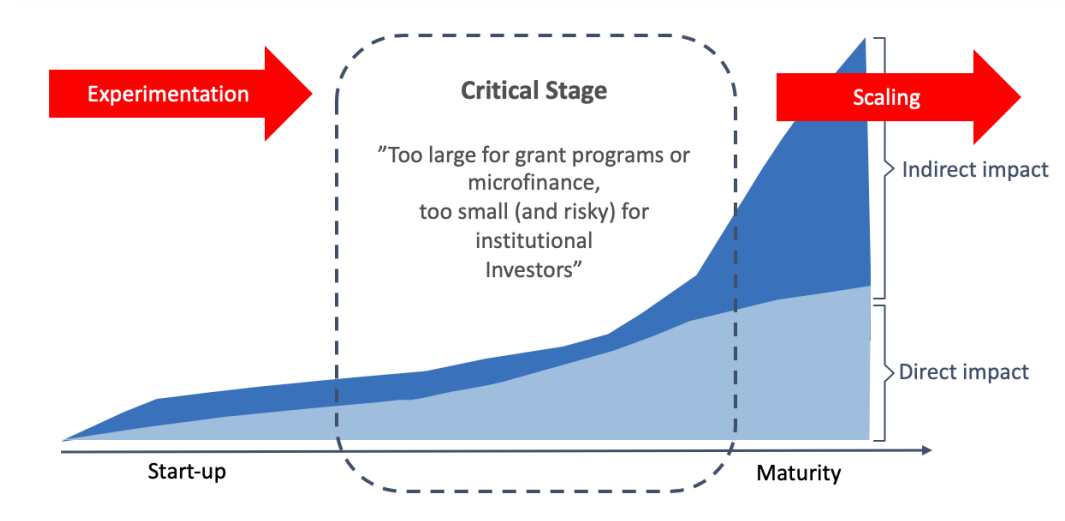 Experimentation
Critical Stage
”Too large for grant programs or
microfinance,
too small (and risky) for
institutional
Investors”
Scaling
Indirect impact
Direct impact
Start-up
Maturity